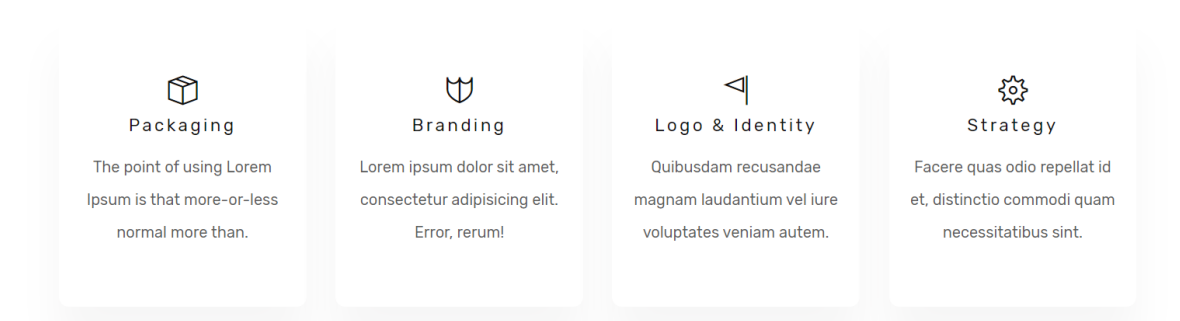 Packaging
The point of using Lorem
Ipsum is that more-or-less
normal more than.
Branding
Lorem ipsum dolor sit amet,
consectetur adipisicing elit.
Error, rerum!
Logo & Identity
Quibusdam recusandae
magnam laudantium vel iure
voluptates veniam autem.
Strategy
Facere quas odio repellat id
et, distinctio commodi quam
necessitatibus sint.